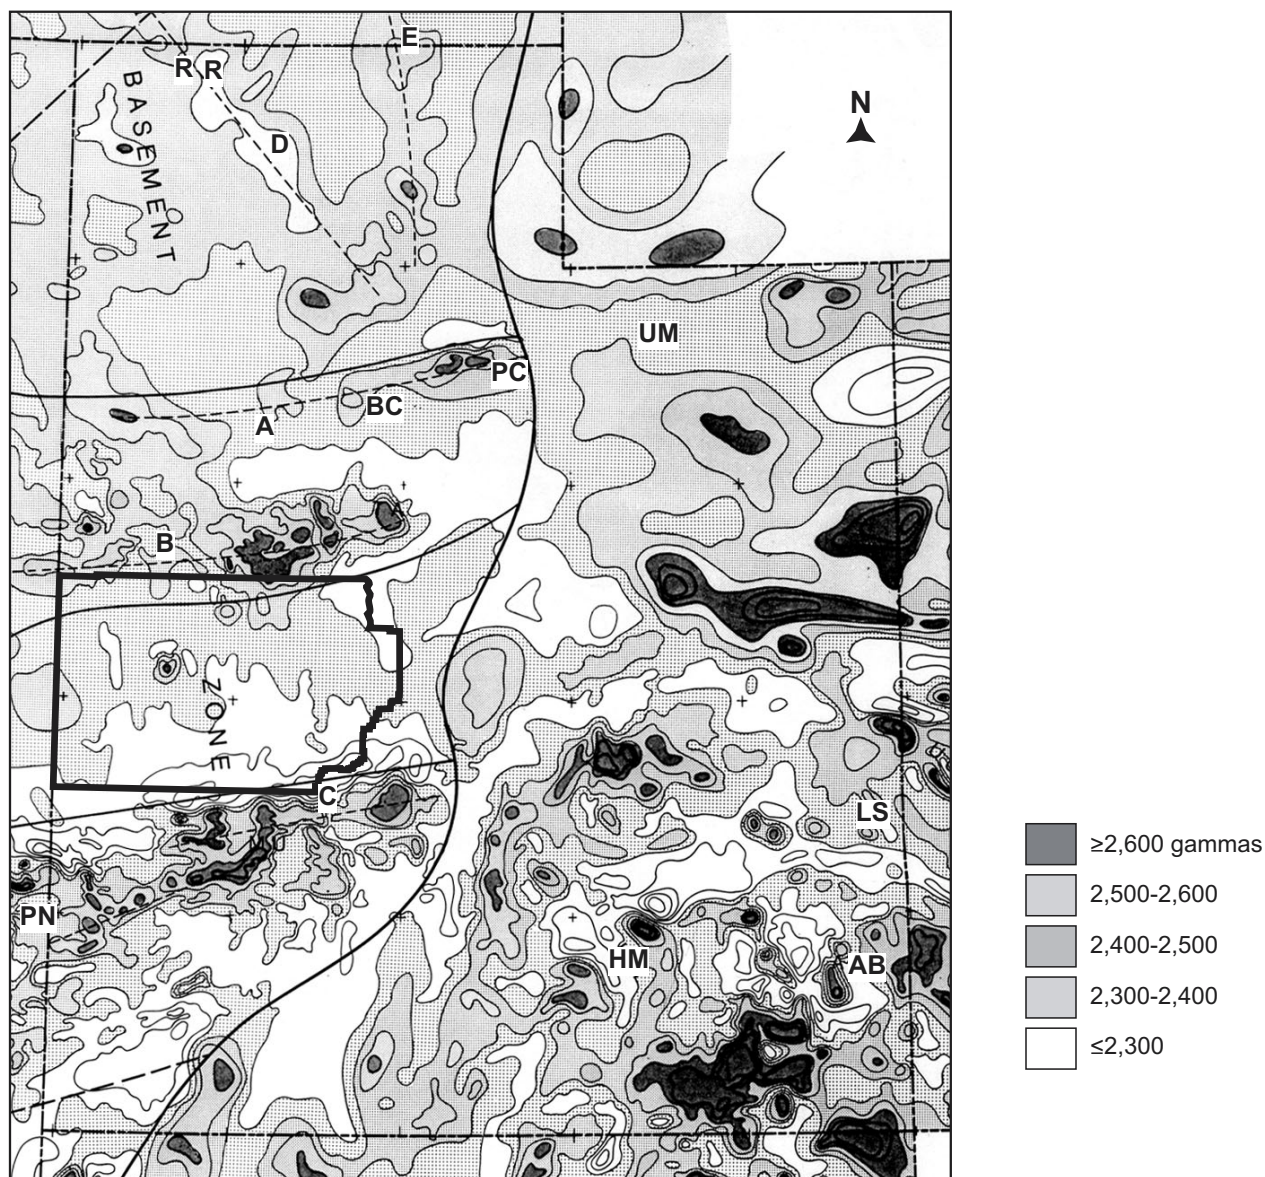 E
R R
BASEMENT
N
D
UM
PC
BC
A
B
ZONE
C
LS
PN
HM
AB
≥2,600 gammas
2,500-2,600
2,400-2,500
2,300-2,400
≤2,300